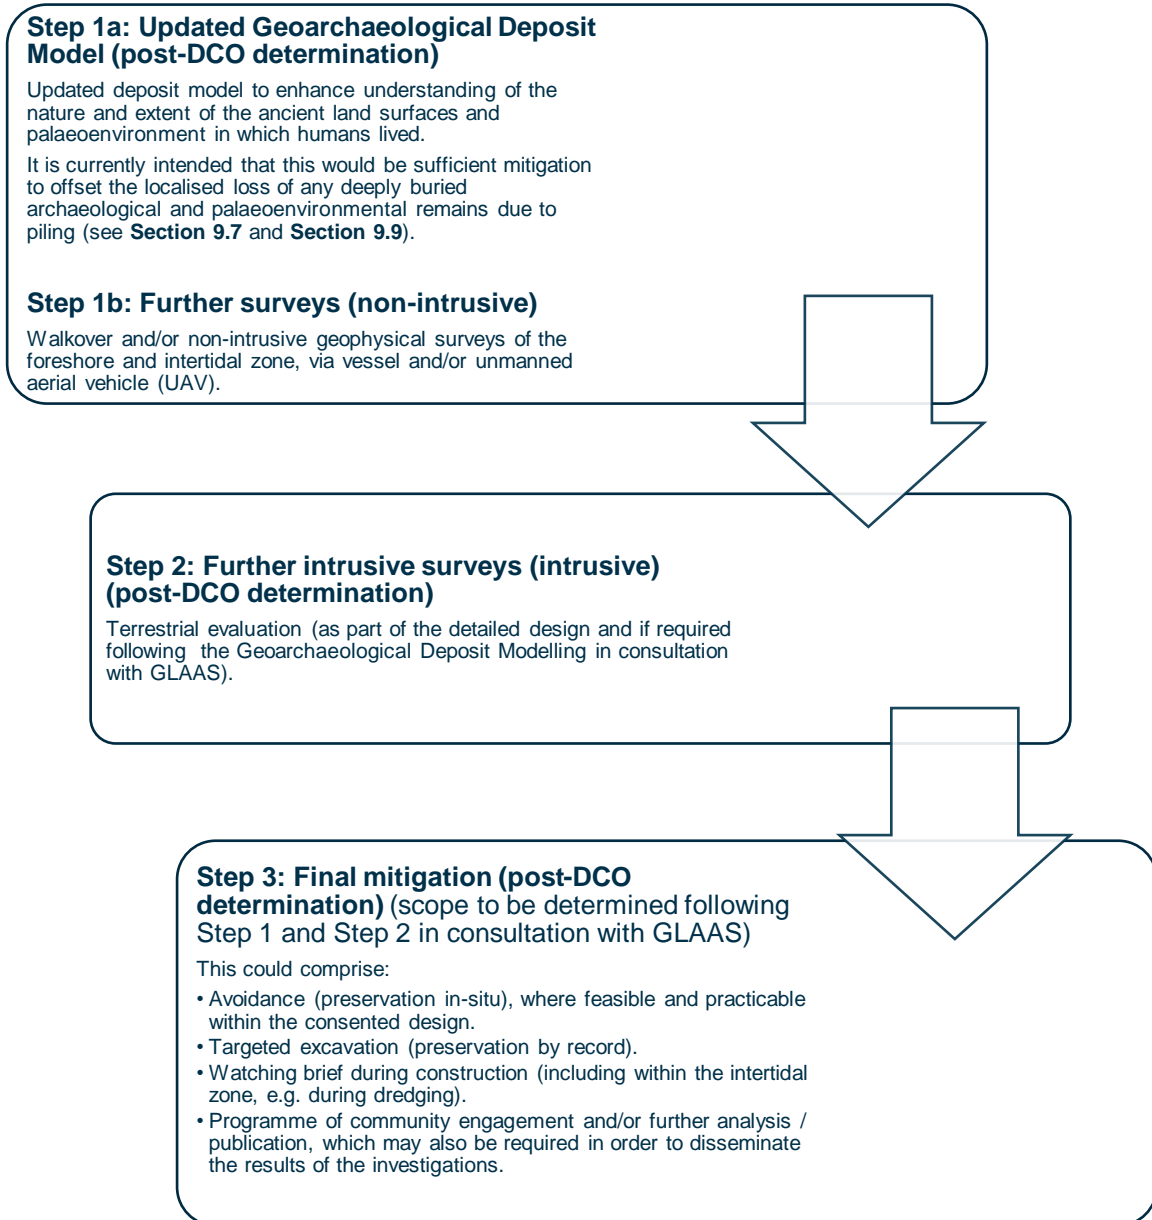 Step 1a: Updated Geoarchaeological Deposit
Model (post-DCO determination)
Updated deposit model to enhance understanding of the
nature and extent of the ancient land surfaces and
palaeoenvironment in which humans lived.
It is currently intended that this would be sufficient mitigation
to offset the localised loss of any deeply buried
archaeological and palaeoenvironmental remains due to
piling (see Section 9.7 and Section 9.9).
Step 1b: Further surveys (non-intrusive)
Walkover and/or non-intrusive geophysical surveys of the
foreshore and intertidal zone, via vessel and/or unmanned
aerial vehicle (UAV).
Step 2: Further intrusive surveys (intrusive)
(post-DCO determination)
Terrestrial evaluation (as part of the detailed design and if required
following the Geoarchaeological Deposit Modelling in consultation
with GLAAS).
Step 3: Final mitigation (post-DCO
determination) (scope to be determined following
Step 1 and Step 2 in consultation with GLAAS)
This could comprise:
• Avoidance (preservation in-situ), where feasible and practicable
within the consented design.
• Targeted excavation (preservation by record).
• Watching brief during construction (including within the intertidal
zone, e.g. during dredging).
• Programme of community engagement and/or further analysis /
publication, which may also be required in order to disseminate
the results of the investigations.